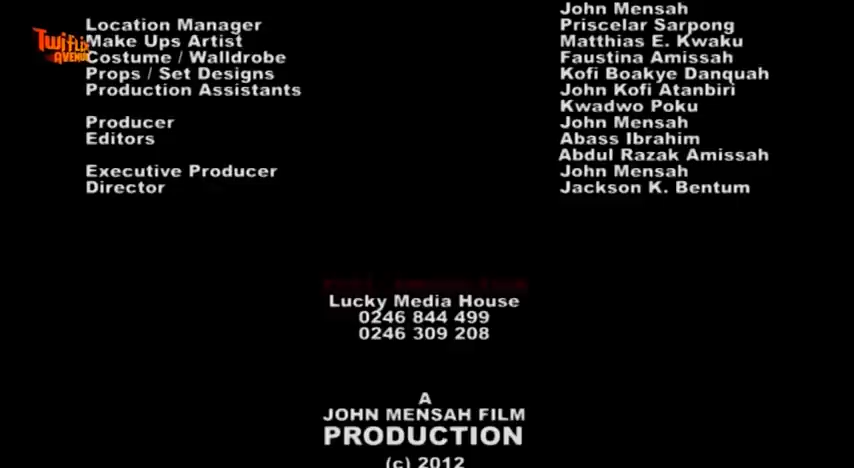 John Mensah
Location Manager Priscelar Sarpong
Make Ups Artist Matthias E. Kwaku
Costume / Walldrobe Faustina Amissah
Props / Set Designs Kofi Boakye Danquah
Production Assistants John Kofi Atanbiri
Kwadwo Poku
Producer John Mensah
Editors Abass Ibrahim
Abdul Razak Amissah
Executive Producer John Mensah
Director Jackson K. Bentum
Twiflix
AVENUE
Lucky Media House
0246 844 499
0246 309 208
A
JOHN MENSAH FILM
PRODUCTION
(c) 2012